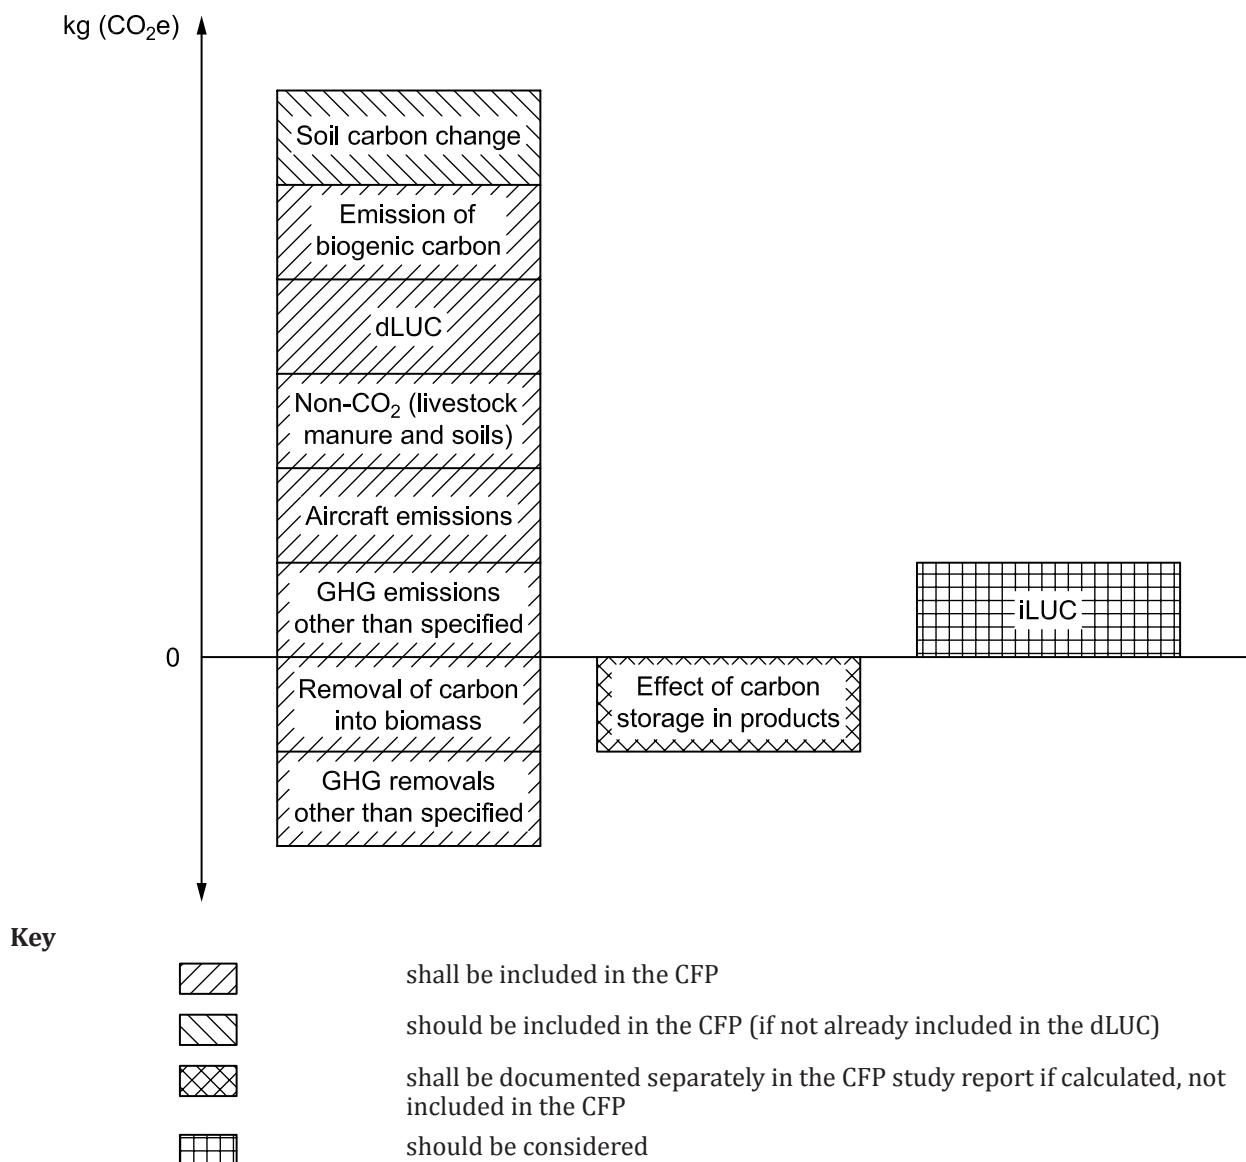 kg (CO₂e)
Soil carbon change
Emission of
biogenic carbon
dLUC
Non-CO₂ (livestock
manure and soils)
Aircraft emissions
GHG emissions
other than specified
iLUC
0
Removal of carbon
into biomass
Effect of carbon
storage in products
GHG removals
other than specified
Key
shall be included in the CFP
should be included in the CFP (if not already included in the dLUC)
shall be documented separately in the CFP study report if calculated, not
included in the CFP
should be considered